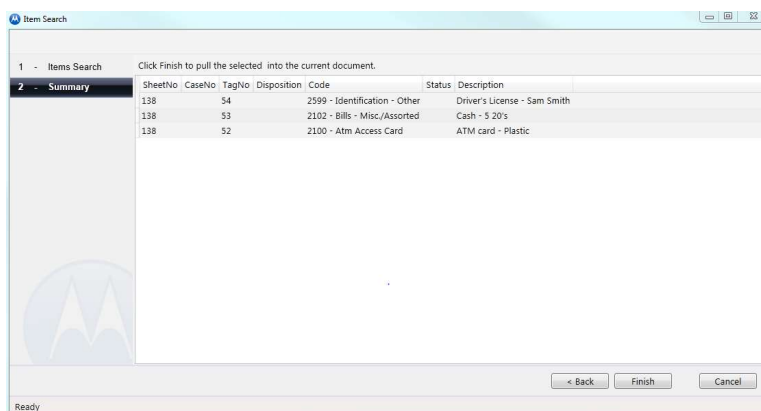 Item Search
1 - Items Search
2 - Summary
Click Finish to pull the selected into the current document.
SheetNo CaseNo TagNo Disposition Code Status Description
138 54 2599 - Identification - Other Driver's License - Sam Smith
138 53 2102 - Bills - Misc./Assorted Cash - 5 20's
138 52 2100 - Atm Access Card ATM card - Plastic
< Back Finish Cancel
Ready